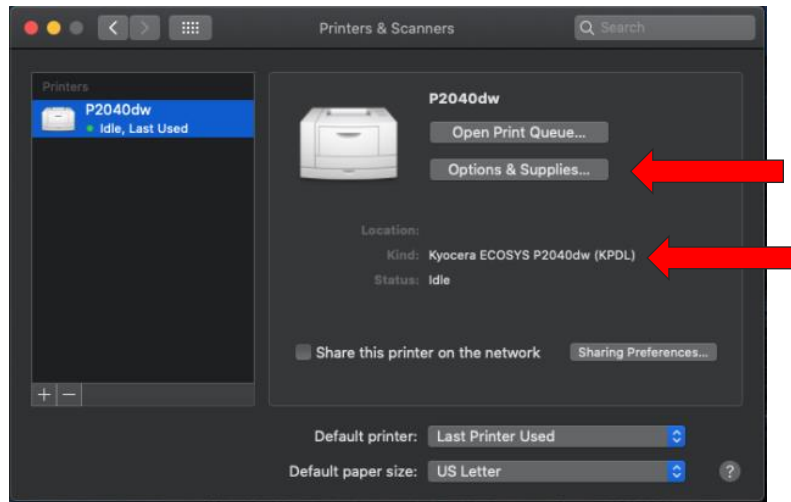 Printers & Scanners
Search
Printers
P2040dw
Idle, Last Used
P2040dw
Open Print Queue...
Options & Supplies...
Location:
Kind: Kyocera ECOSYS P2040dw (KPDL)
Status: Idle
Share this printer on the network
Sharing Preferences...
+ −
Default printer: Last Printer Used
Default paper size: US Letter
?